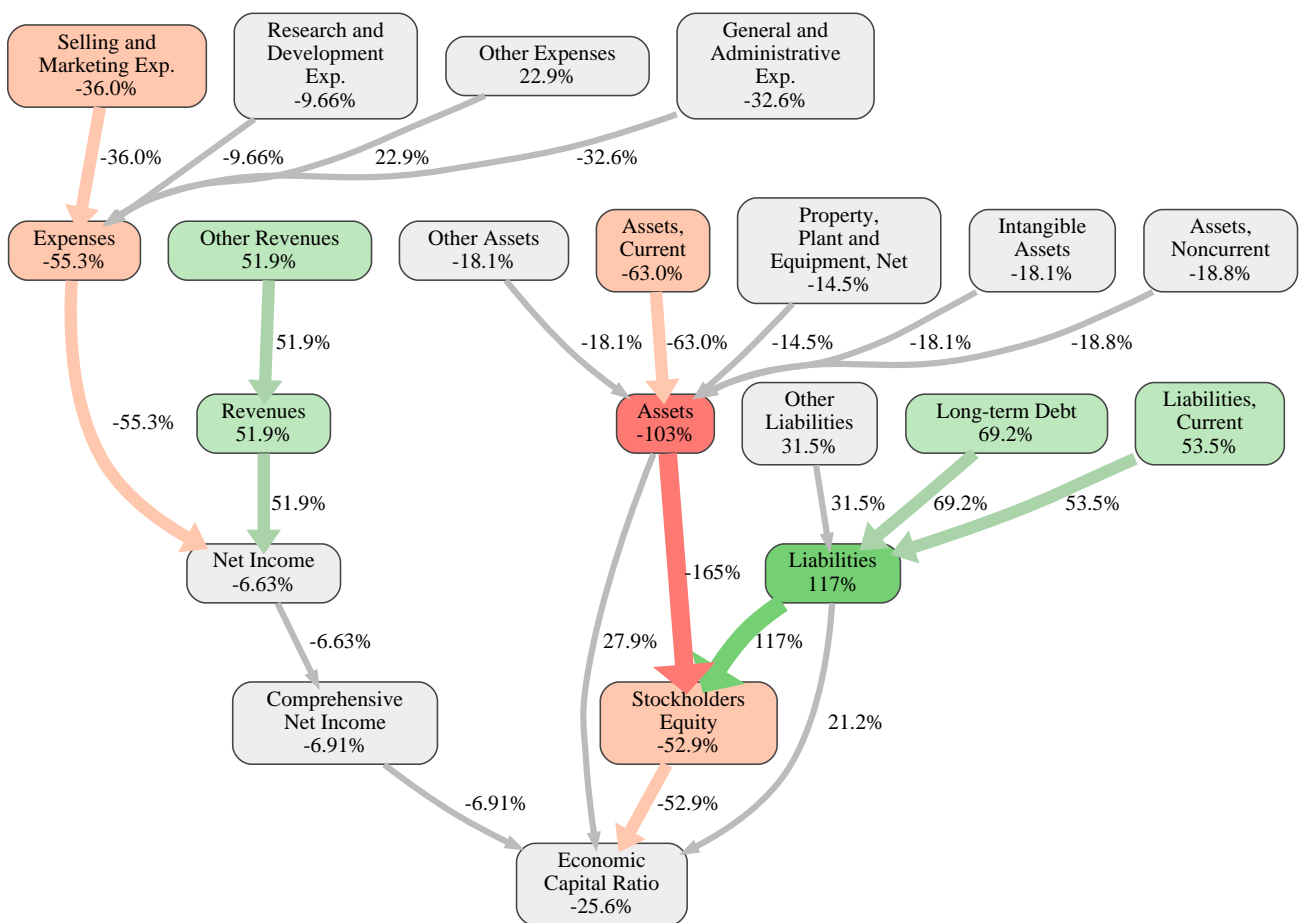 Selling and
Marketing Exp.
-36.0%
Research and
Development
Exp.
-9.66%
Other Expenses
22.9%
General and
Administrative
Exp.
-32.6%
-36.0%
-9.66%
22.9%
-32.6%
Expenses
-55.3%
Other Revenues
51.9%
Other Assets
-18.1%
Assets,
Current
-63.0%
Property,
Plant and
Equipment, Net
-14.5%
Intangible
Assets
-18.1%
Assets,
Noncurrent
-18.8%
51.9%
-18.1%
-63.0%
-14.5%
-18.1%
-18.8%
-55.3%
Revenues
51.9%
Assets
-103%
Other
Liabilities
31.5%
Long-term Debt
69.2%
Liabilities,
Current
53.5%
51.9%
31.5%
69.2%
53.5%
Net Income
-6.63%
-165%
Liabilities
117%
-6.63%
27.9%
117%
Comprehensive
Net Income
-6.91%
Stockholders
Equity
-52.9%
21.2%
-6.91%
-52.9%
Economic
Capital Ratio
-25.6%